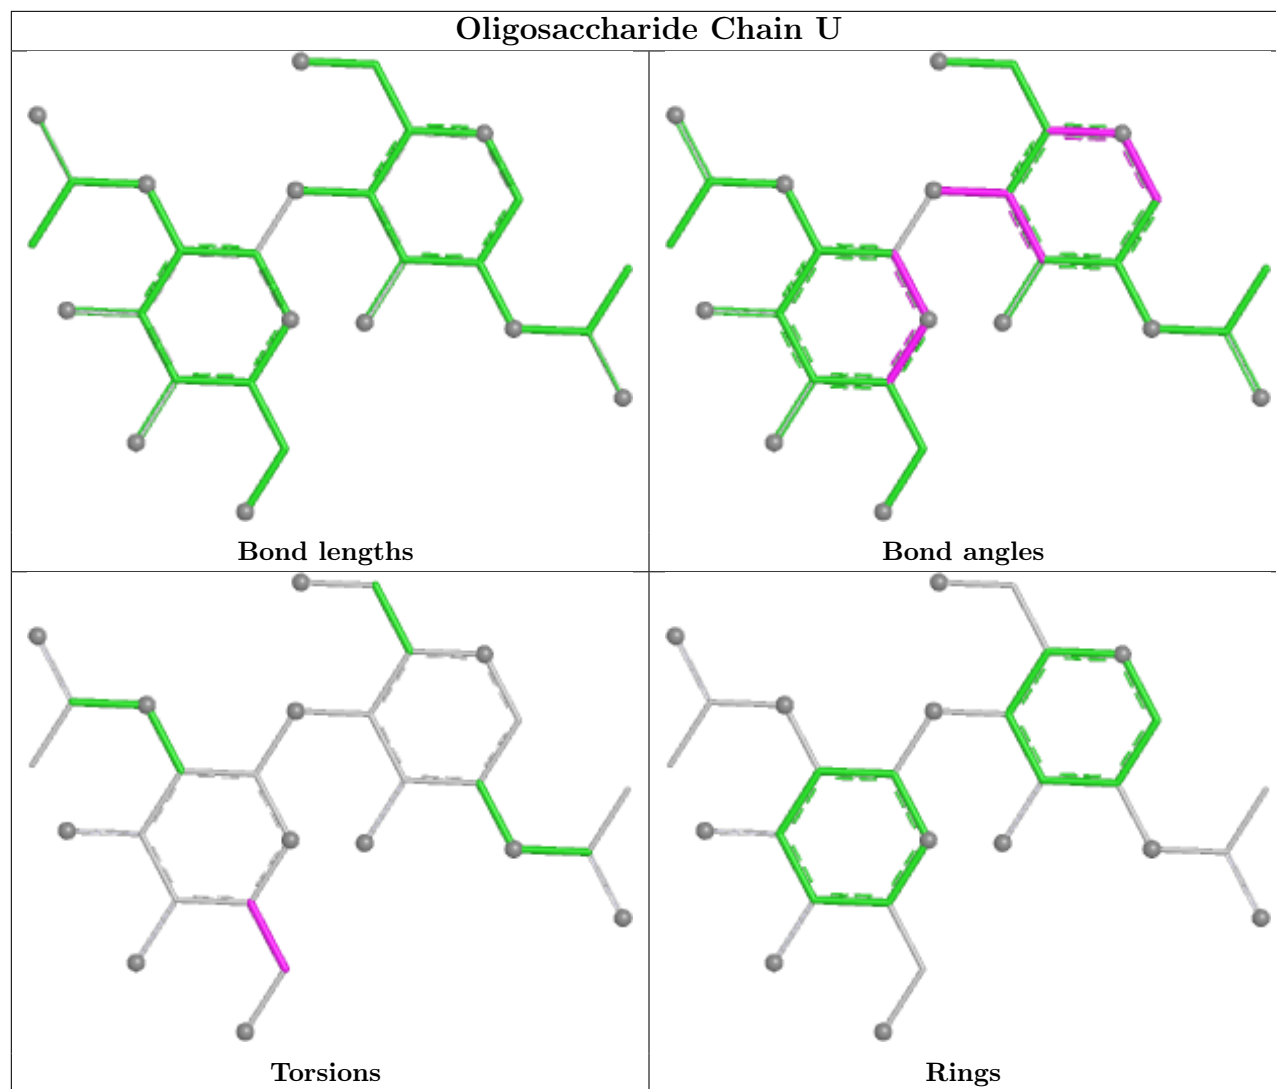 Oligosaccharide Chain U
Bond lengths
Bond angles
Torsions
Rings